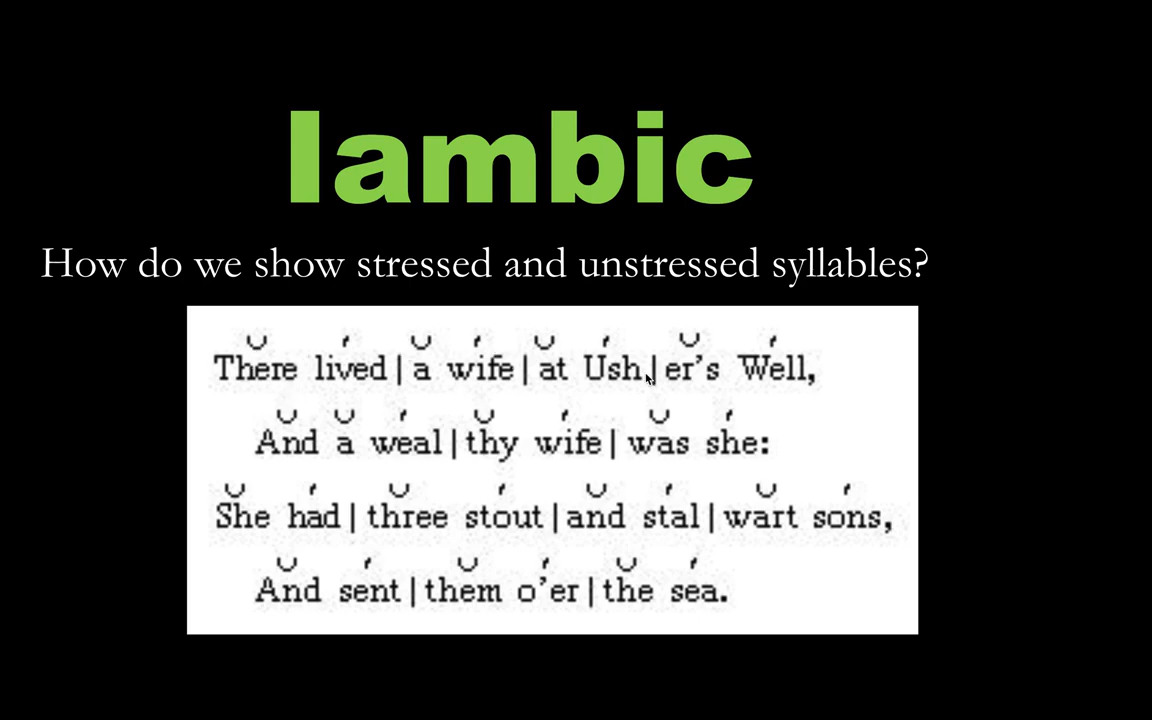 Iambic
How do we show stressed and unstressed syllables?
There lived | a wife | at Ush | er's Well,
And a weal | thy wife | was she:
She had | three stout | and stal | wart sons,
And sent | them o'er | the sea.